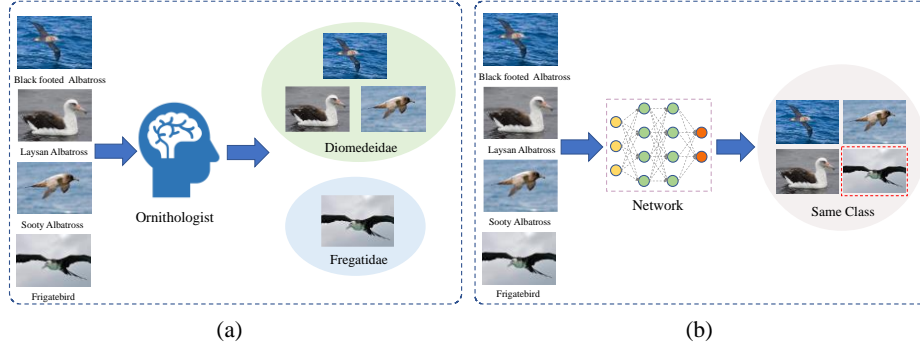 Black footed Albatross
Laysan Albatross
Sooty Albatross
Frigatebird
Ornithologist
Diomedeidae
Fregatidae
(a)
Black footed Albatross
Laysan Albatross
Sooty Albatross
Frigatebird
Network
Same Class
(b)